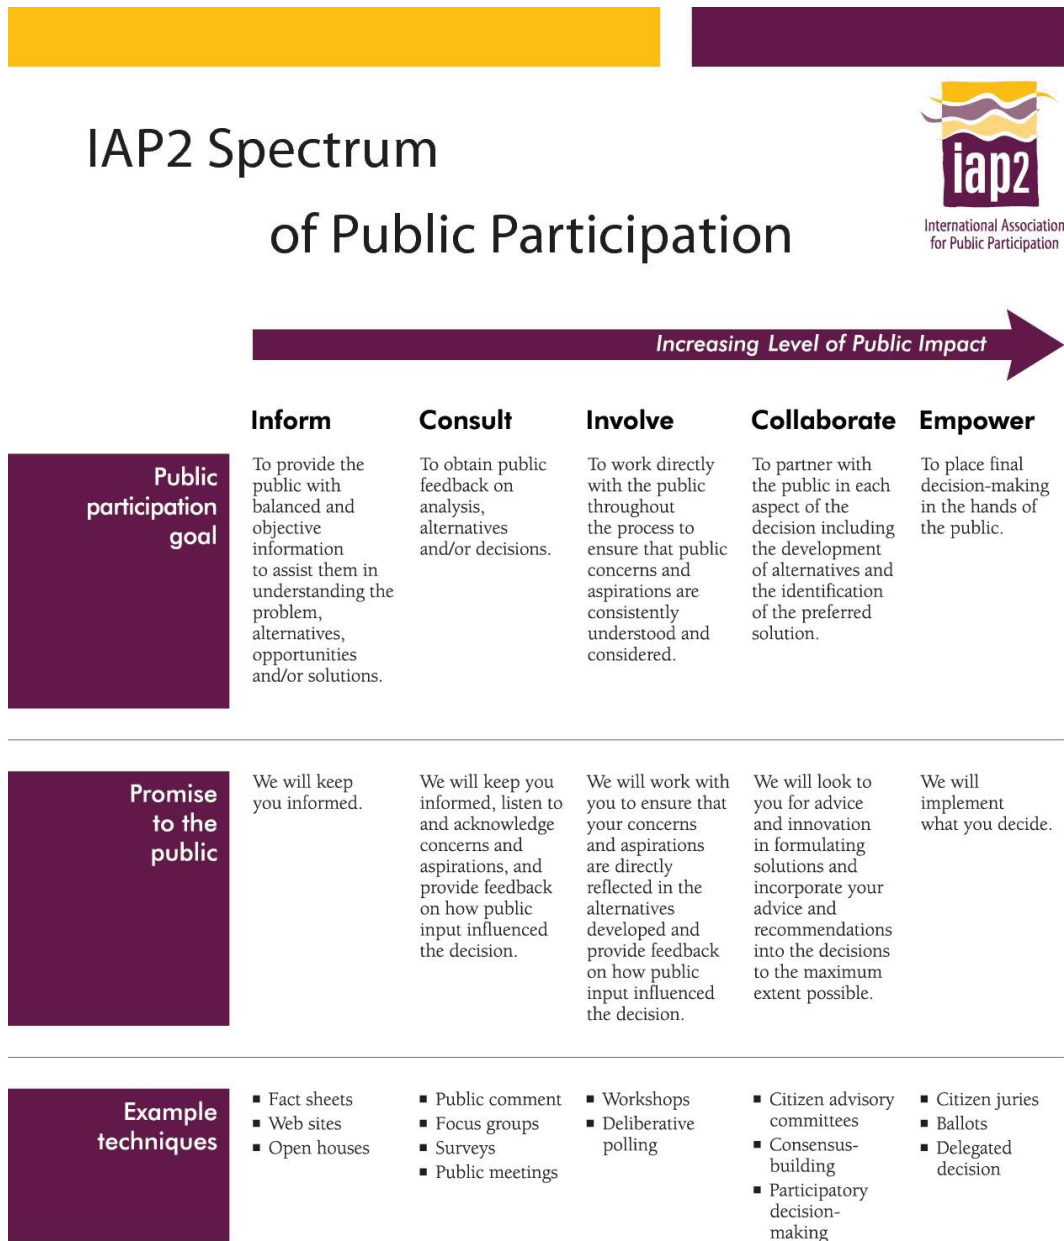 IAP2 Spectrum
of Public Participation
iap2
International Association
for Public Participation
Increasing Level of Public Impact
Inform
Consult
Involve
Collaborate
Empower
Public
participation
goal
To provide the
public with
balanced and
objective
information
to assist them in
understanding the
problem,
alternatives,
opportunities
and/or solutions.
To obtain public
feedback on
analysis,
alternatives
and/or decisions.
To work directly
with the public
throughout
the process to
ensure that public
concerns and
aspirations are
consistently
understood and
considered.
To partner with
the public in each
aspect of the
decision including
the development
of alternatives and
the identification
of the preferred
solution.
To place final
decision-making
in the hands of
the public.
Promise
to the
public
We will keep
you informed.
We will keep you
informed, listen to
and acknowledge
concerns and
aspirations, and
provide feedback
on how public
input influenced
the decision.
We will work with
you to ensure that
your concerns
and aspirations
are directly
reflected in the
alternatives
developed and
provide feedback
on how public
input influenced
the decision.
We will look to
you for advice
and innovation
in formulating
solutions and
incorporate your
advice and
recommendations
into the decisions
to the maximum
extent possible.
We will
implement
what you decide.
Example
techniques
■ Fact sheets
■ Web sites
■ Open houses
■ Public comment
■ Focus groups
■ Surveys
■ Public meetings
■ Workshops
■ Deliberative
polling
■ Citizen advisory
committees
■ Consensus-
building
■ Participatory
decision-
making
■ Citizen juries
■ Ballots
■ Delegated
decision